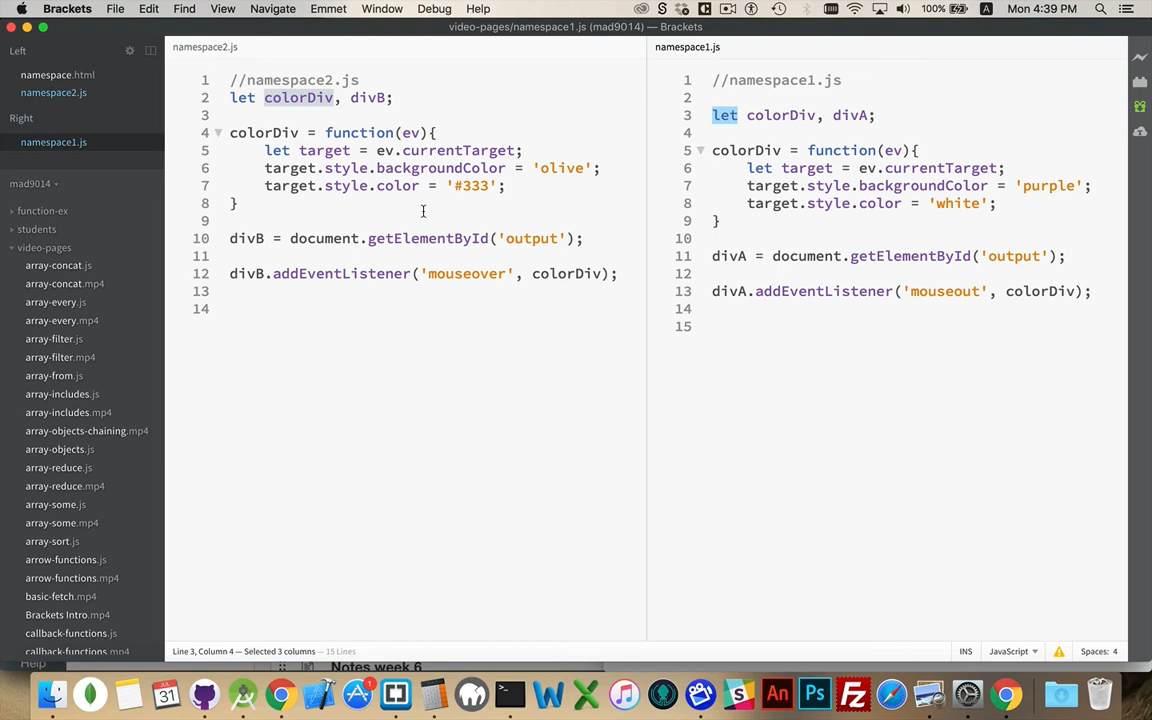 Brackets File Edit Find View Navigate Emmet Window Debug Help 100% A Mon 4:39 PM
video-pages/namespace1.js (mad9014) — Brackets
Left
namespace.html
namespace2.js
Right
namespace1.js
mad9014
function-ex
students
video-pages
array-concat.js
array-concat.mp4
array-every.js
array-every.mp4
array-filter.js
array-filter.mp4
array-from.js
array-includes.js
array-includes.mp4
array-objects-chaining.mp4
array-objects.js
array-reduce.js
array-reduce.mp4
array-some.js
array-some.mp4
array-sort.js
arrow-functions.js
arrow-functions.mp4
basic-fetch.mp4
Brackets Intro.mp4
callback-functions.js
callback-functions.mp4
namespace2.js
1 //namespace2.js
2 let colorDiv, divB;
3
4 colorDiv = function(ev){
5 let target = ev.currentTarget;
6 target.style.backgroundColor = 'olive';
7 target.style.color = '#333';
8 }
9
10 divB = document.getElementById('output');
11
12 divB.addEventListener('mouseover', colorDiv);
13
14
namespace1.js
1 //namespace1.js
2
3 let colorDiv, divA;
4
5 colorDiv = function(ev){
6 let target = ev.currentTarget;
7 target.style.backgroundColor = 'purple';
8 target.style.color = 'white';
9 }
10
11 divA = document.getElementById('output');
12
13 divA.addEventListener('mouseout', colorDiv);
14
15
Line 3, Column 4 — Selected 3 columns — 15 Lines
INS JavaScript Spaces: 4
Help
Notes week 6
31
1
An
Ps
Fz